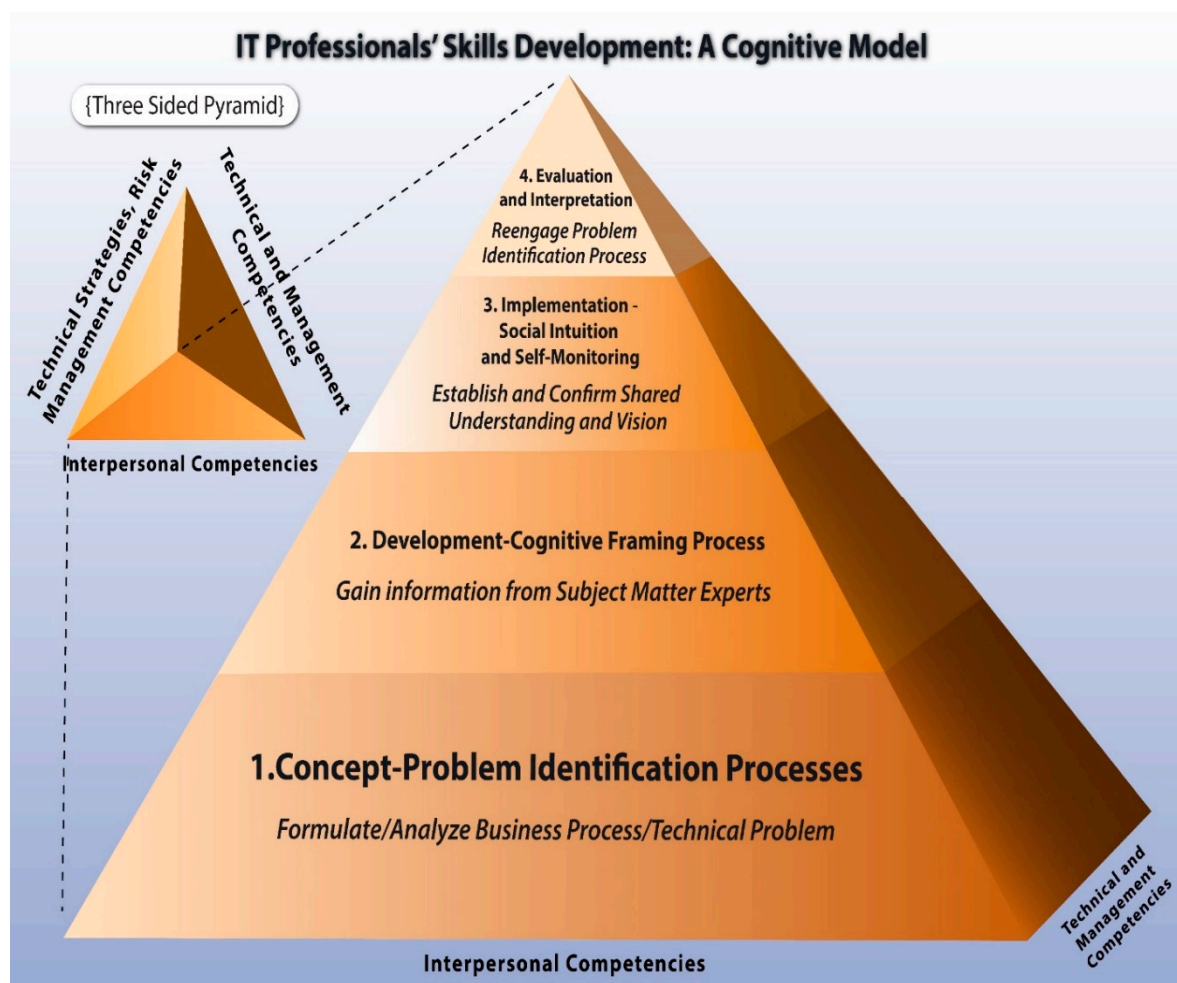 IT Professionals' Skills Development: A Cognitive Model
{Three Sided Pyramid}
Technical Strategies, Risk
Management Competencies
Technical and Management
Competencies
Interpersonal Competencies
4. Evaluation
and Interpretation
Reengage Problem
Identification Process
3. Implementation -
Social Intuition
and Self-Monitoring
Establish and Confirm Shared
Understanding and Vision
2. Development-Cognitive Framing Process
Gain information from Subject Matter Experts
1.Concept-Problem Identification Processes
Formulate/Analyze Business Process/Technical Problem
Interpersonal Competencies
Technical and
Management
Competencies